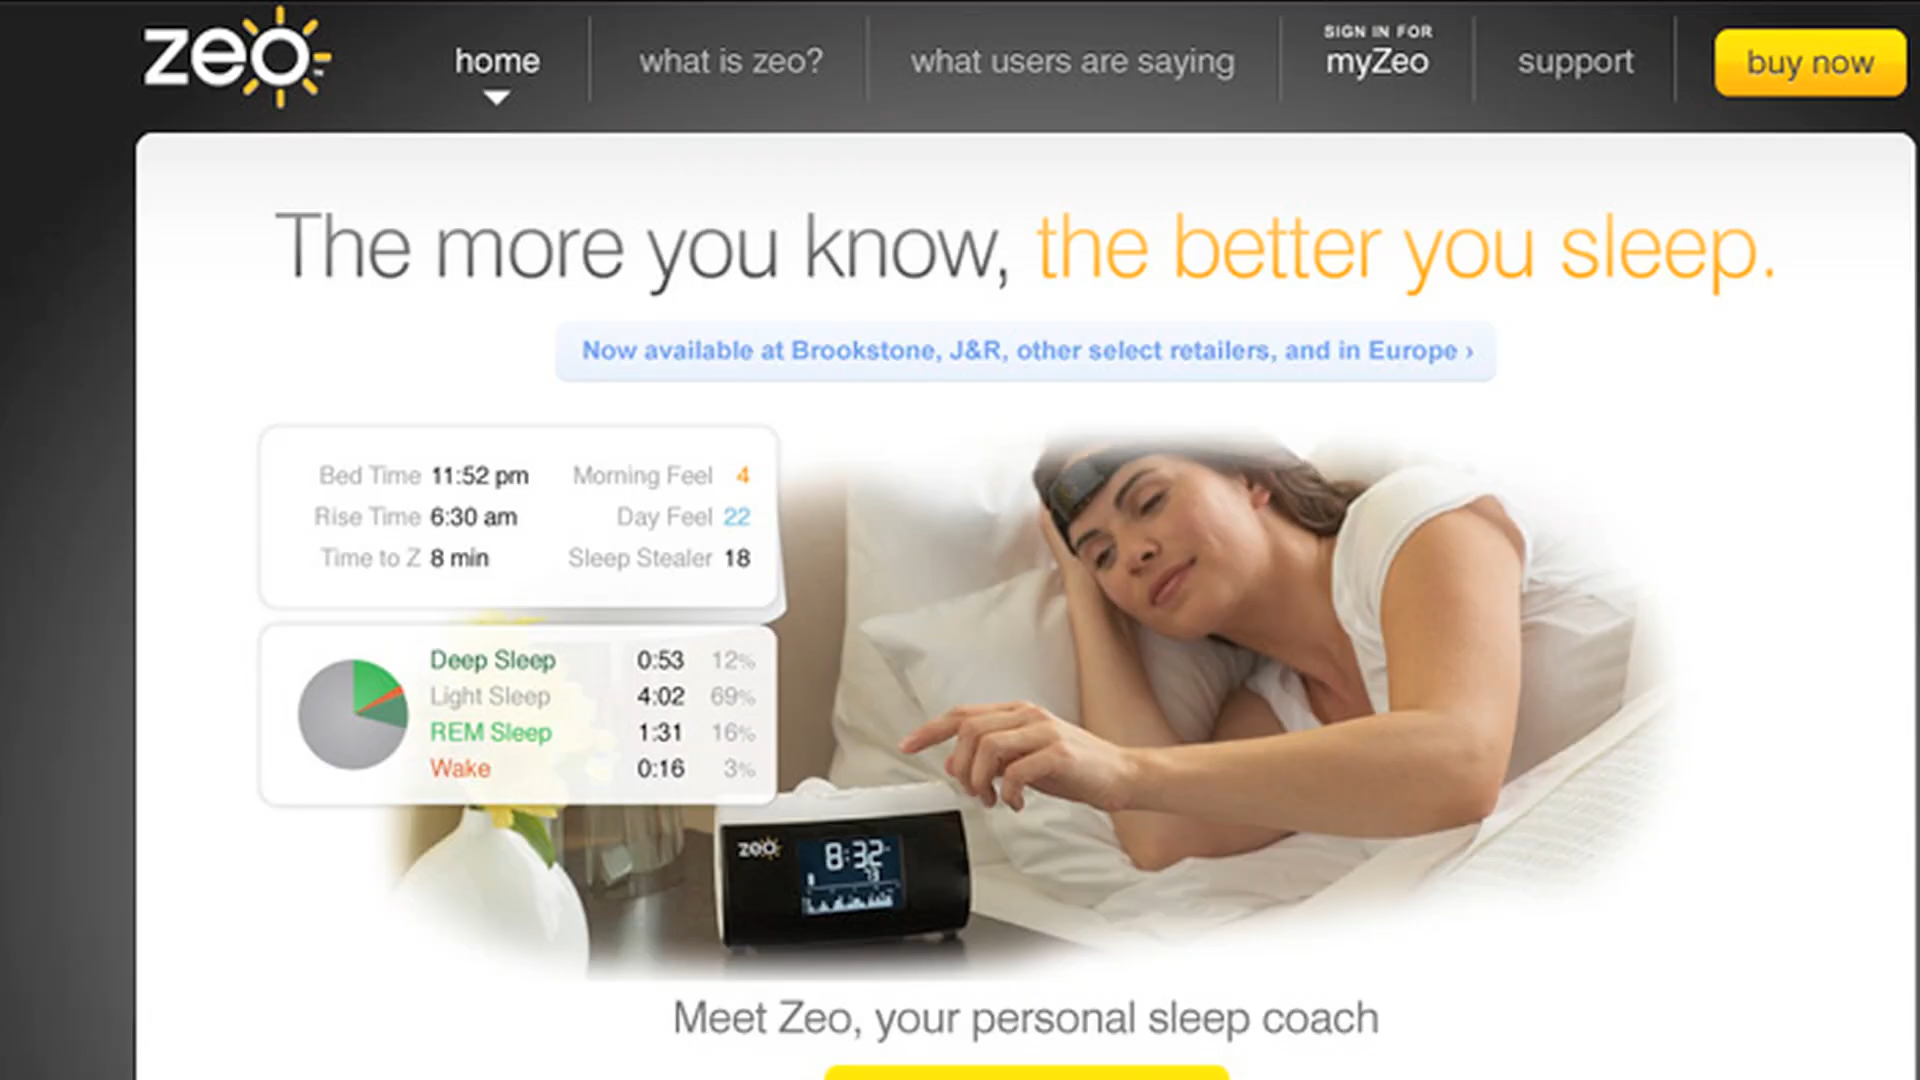 zeo
home
what is zeo?
what users are saying
SIGN IN FOR
myZeo
support
buy now
The more you know, the better you sleep.
Now available at Brookstone, J&R, other select retailers, and in Europe ›
Bed Time 11:52 pm Morning Feel 4
Rise Time 6:30 am Day Feel 22
Time to Z 8 min Sleep Stealer 18
Deep Sleep 0:53 12%
Light Sleep 4:02 69%
REM Sleep 1:31 16%
Wake 0:16 3%
zeo
8:32
Meet Zeo, your personal sleep coach